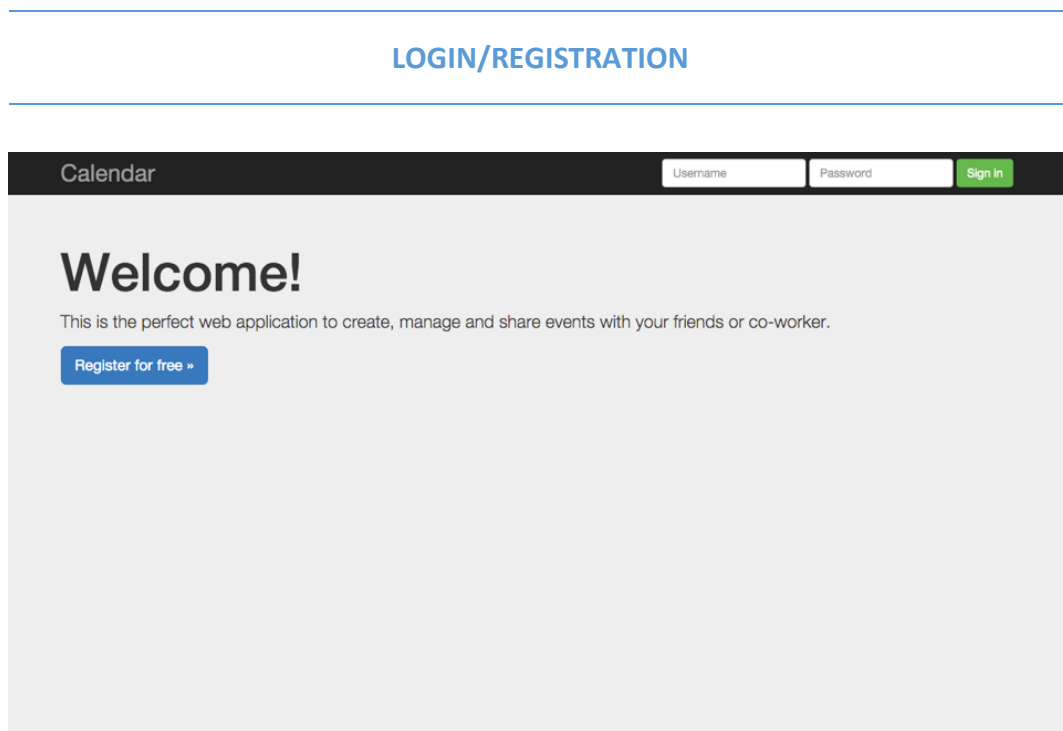 LOGIN/REGISTRATION
Calendar
Username
Password
Sign in
Welcome!
This is the perfect web application to create, manage and share events with your friends or co-worker.
Register for free »